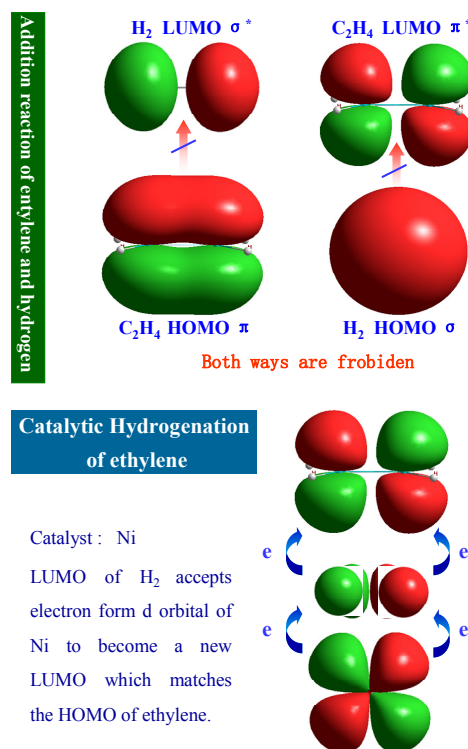 Addition reaction of entylene and hydrogen
H₂ LUMO σ*
C₂H₄ LUMO π*
C₂H₄ HOMO π
H₂ HOMO σ
Both ways are frobiden
Catalytic Hydrogenation
of ethylene
Catalyst : Ni
LUMO of H₂ accepts
electron form d orbital of
Ni to become a new
LUMO which matches
the HOMO of ethylene.
e e
e e